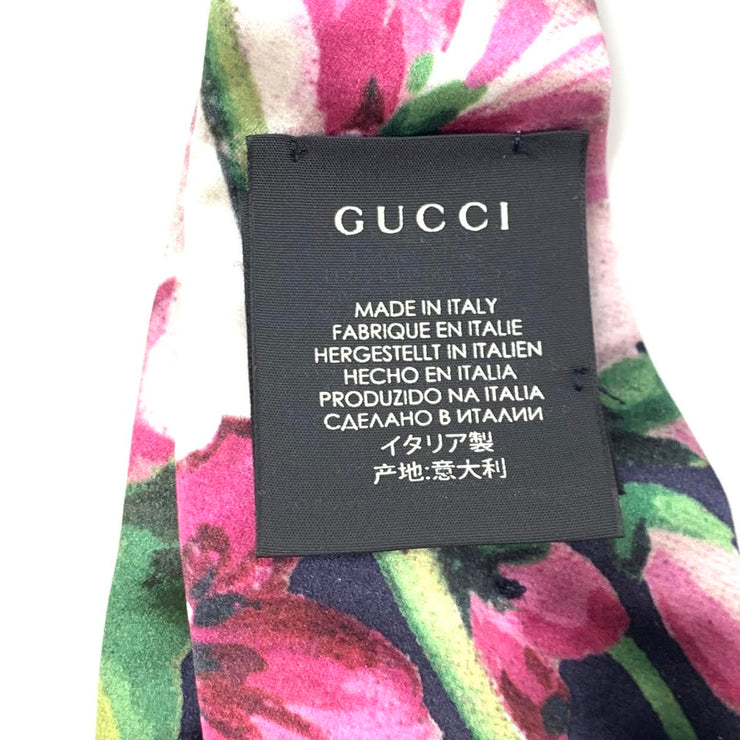 GUCCI
MADE IN ITALY
FABRIQUE EN ITALIE
HERGESTELLT IN ITALIEN
HECHO EN ITALIA
PRODUZIDO NA ITALIA
СДЕЛАНО В ИТАЛИИ
イタリア製
产地:意大利